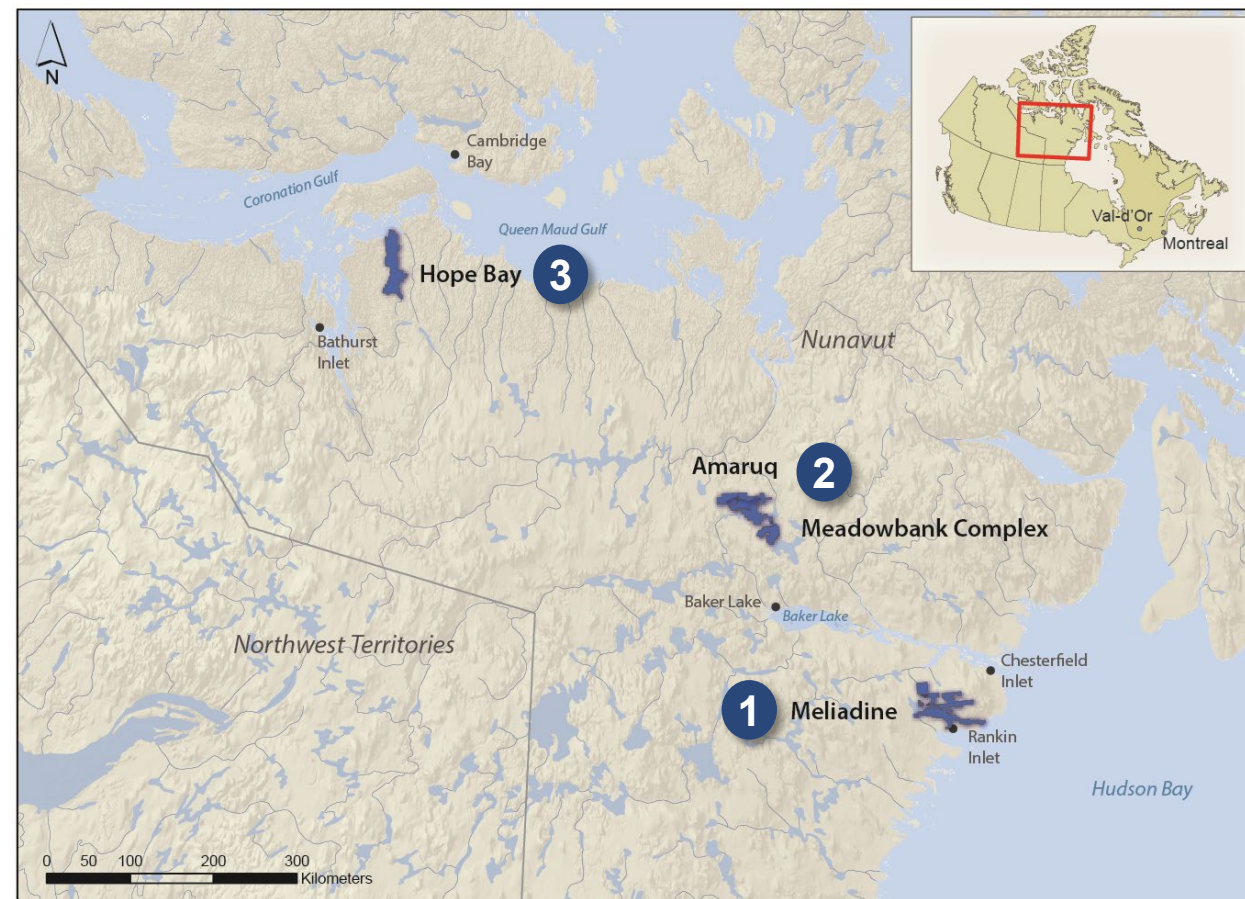 N
Cambridge
Bay
Coronation Gulf
Queen Maud Gulf
Hope Bay
3
Bathurst
Inlet
Val-d'Or
Montreal
Nunavut
Amaruq
2
Meadowbank Complex
Baker Lake
Baker Lake
Northwest Territories
Chesterfield
Inlet
1
Meliadine
Rankin
Inlet
Hudson Bay
0 50 100 200 300
Kilometers